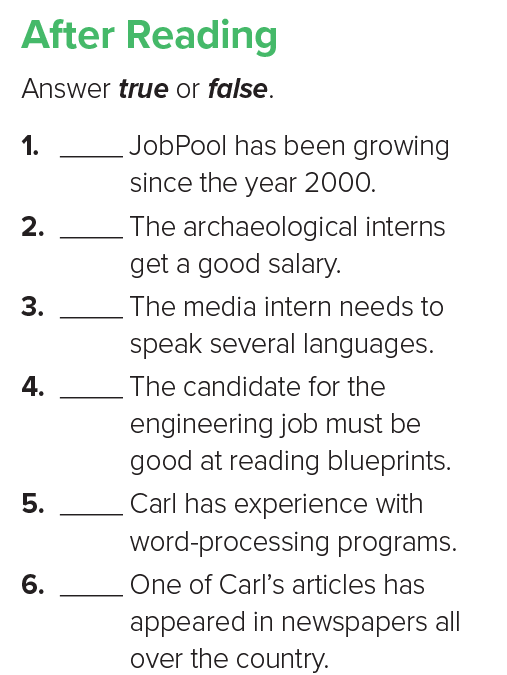 After Reading
Answer true or false.
1. _____ JobPool has been growing
since the year 2000.
2. _____ The archaeological interns
get a good salary.
3. _____ The media intern needs to
speak several languages.
4. _____ The candidate for the
engineering job must be
good at reading blueprints.
5. _____ Carl has experience with
word-processing programs.
6. _____ One of Carl’s articles has
appeared in newspapers all
over the country.